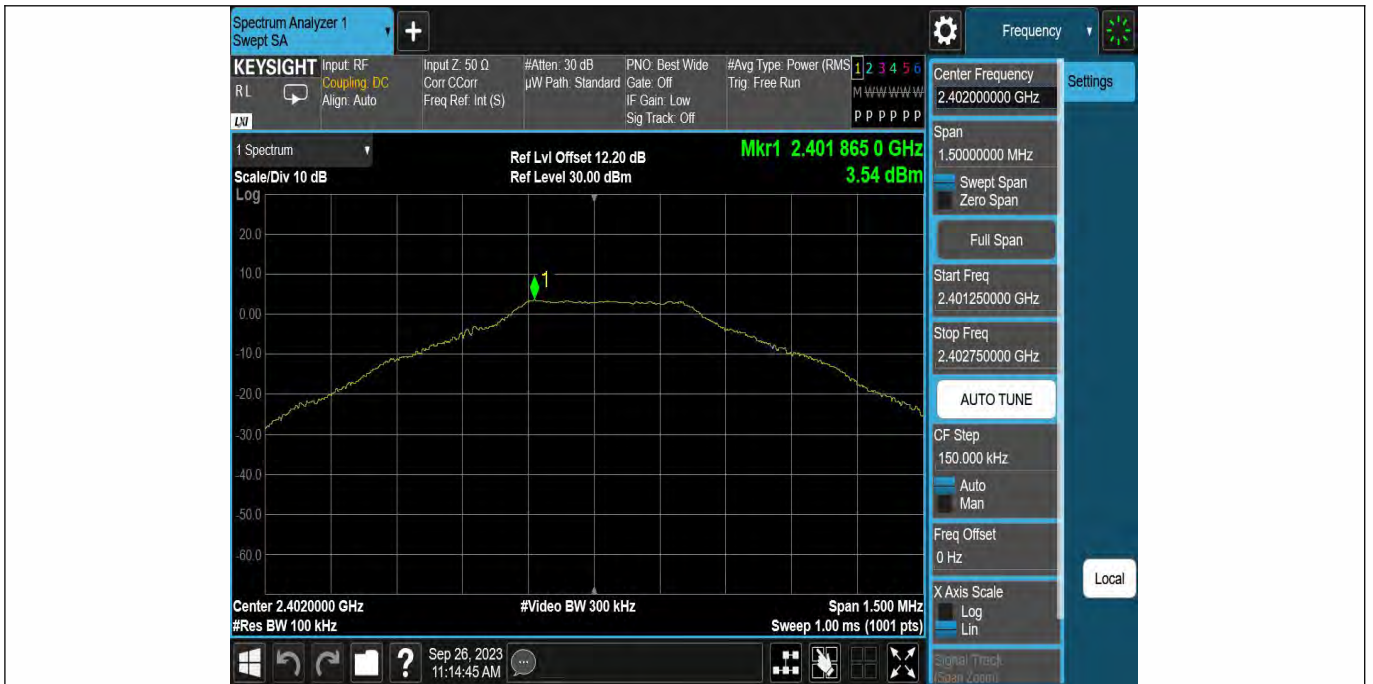 Spectrum Analyzer 1
Swept SA
Frequency
KEYSIGHT
R L
LXI
Input: RF
Coupling: DC
Align: Auto
Input Z: 50 Ω
Corr CCorr
Freq Ref: Int (S)
#Atten: 30 dB
µW Path: Standard
PNO: Best Wide
Gate: Off
IF Gain: Low
Sig Track: Off
#Avg Type: Power (RMS
Trig: Free Run
1 2 3 4 5 6
M W W W W W
P P P P P P
1 Spectrum
Scale/Div 10 dB
Log
Ref Lvl Offset 12.20 dB
Ref Level 30.00 dBm
Mkr1 2.401 865 0 GHz
3.54 dBm
20.0
10.0
0.00
-10.0
-20.0
-30.0
-40.0
-50.0
-60.0
1
Center 2.4020000 GHz
#Res BW 100 kHz
#Video BW 300 kHz
Span 1.500 MHz
Sweep 1.00 ms (1001 pts)
Center Frequency
2.402000000 GHz
Settings
Span
1.50000000 MHz
Swept Span
Zero Span
Full Span
Start Freq
2.401250000 GHz
Stop Freq
2.402750000 GHz
AUTO TUNE
CF Step
150.000 kHz
Auto
Man
Freq Offset
0 Hz
X Axis Scale
Log
Lin
Signal Track
(Span Zoom)
Local
?
Sep 26, 2023
11:14:45 AM